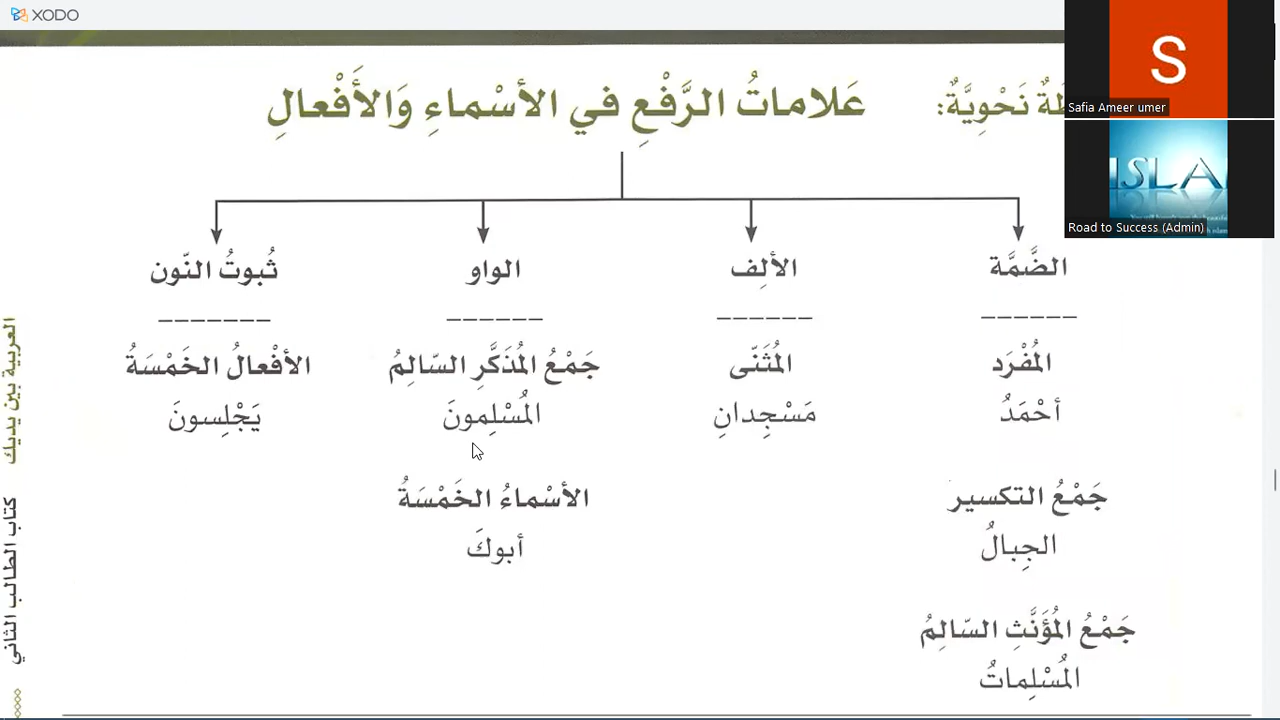 XODO
نَحْوِيَّةٌ: عَلاماتُ الرَّفْعِ في الأسْماءِ وَالأَفْعالِ
الضَّمَّة
الألِف
الواو
ثُبوتُ النّون
المُفْرَد
المُثَنّى
جَمْعُ المُذَكَّرِ السّالِمُ
الأفْعالُ الخَمْسَةُ
أحْمَدُ
مَسْجِدانِ
المُسْلِمونَ
يَجْلِسونَ
جَمْعُ التكسير
الأسْماءُ الخَمْسَةُ
الجِبالُ
أبوكَ
جَمْعُ المُؤَنَّثِ السّالِمُ
المُسْلِماتُ
العربية بين يديك
كتاب الطالب الثاني
S
Safia Ameer umer
ISLA
Road to Success (Admin)